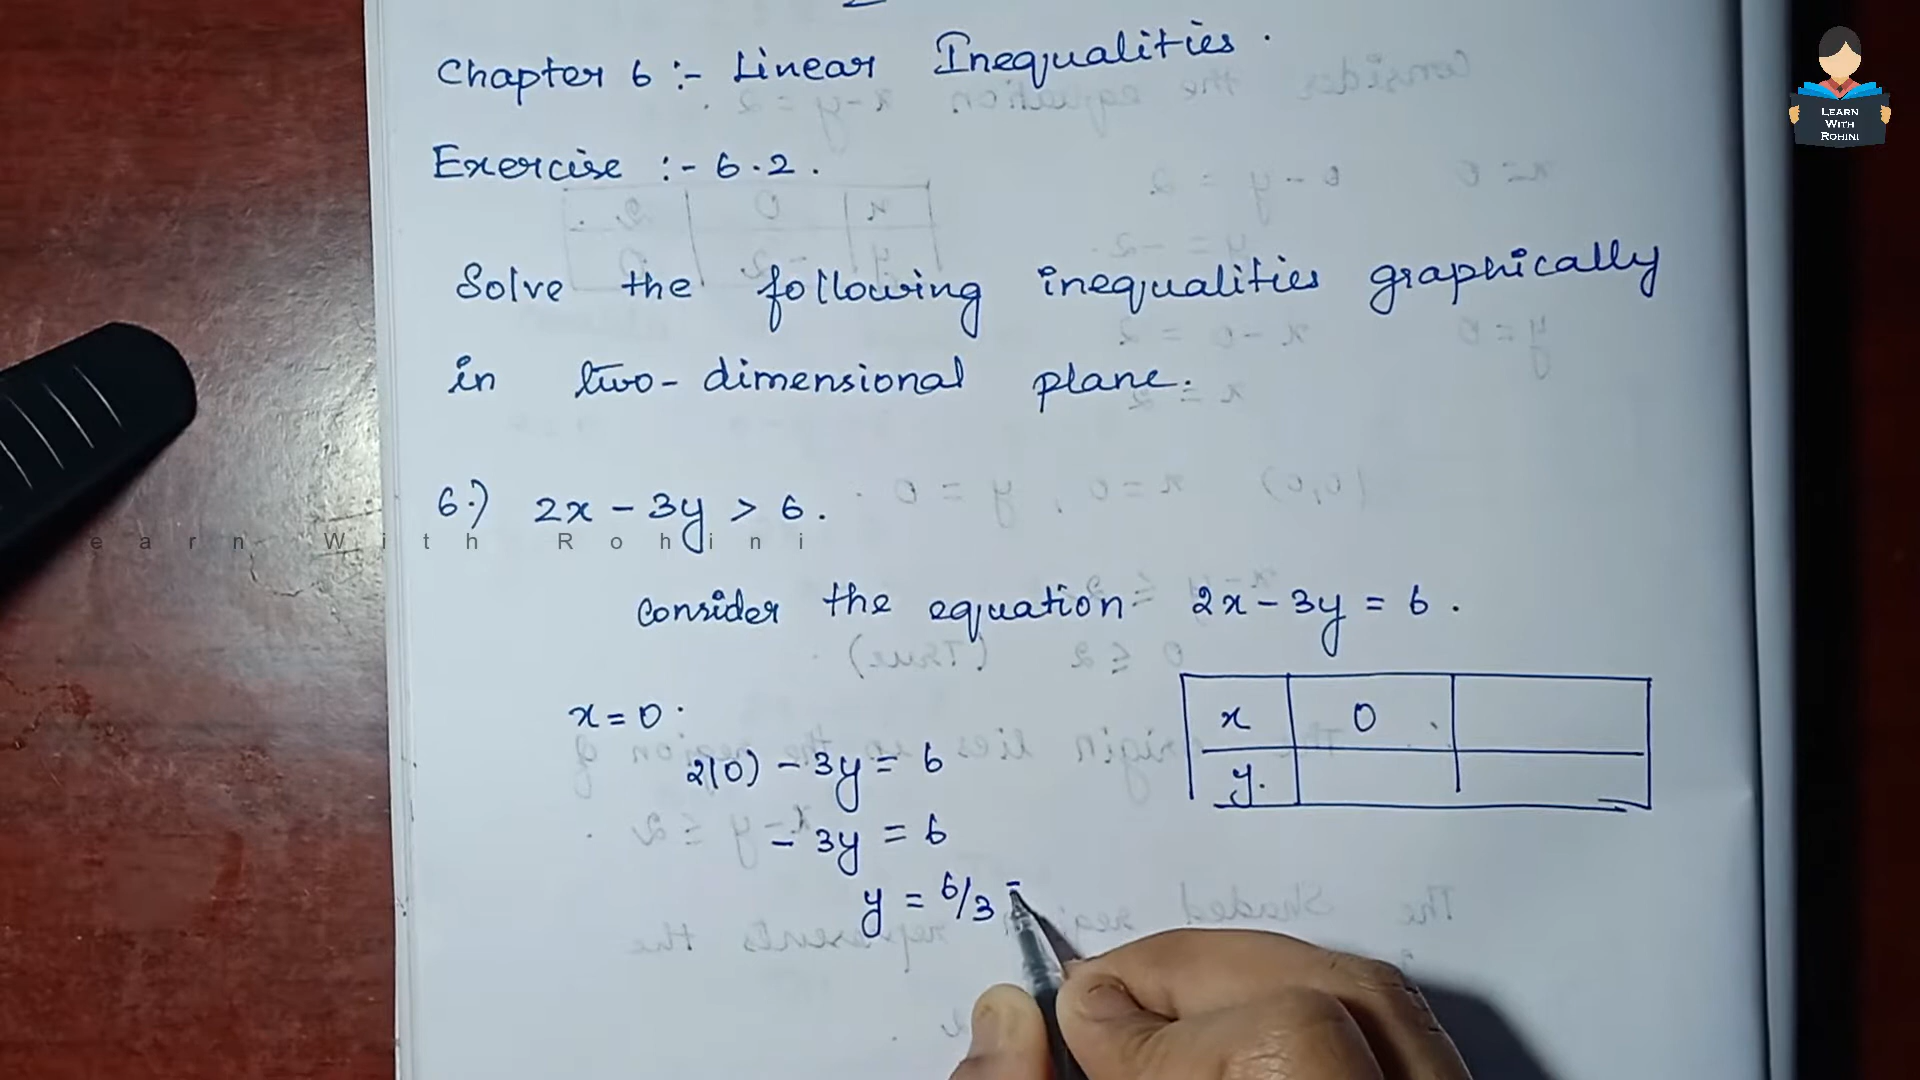 Chapter 6 :- Linear Inequalities.
Exercise :- 6.2.
Solve the following inequalities graphically
in two-dimensional plane.
6.) 2x - 3y > 6.
earn With Rohini
Consider the equation 2x - 3y = 6.
x = 0.
2(0) - 3y = 6
- 3y = 6
y = 6/3
x 0
y.
LEARN
WITH
ROHINI